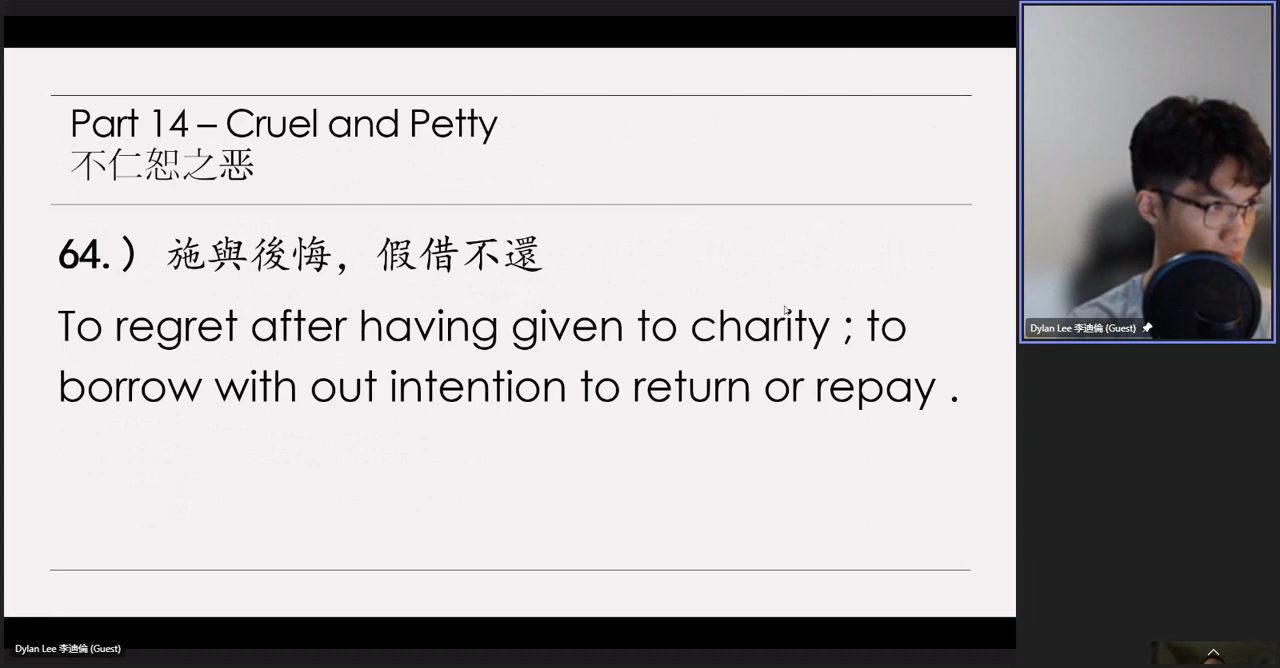 Part 14 – Cruel and Petty
不仁恕之恶
64. ) 施與後悔，假借不還
To regret after having given to charity ; to
borrow with out intention to return or repay .
Dylan Lee 李迪倫 (Guest)
Dylan Lee 李迪倫 (Guest)